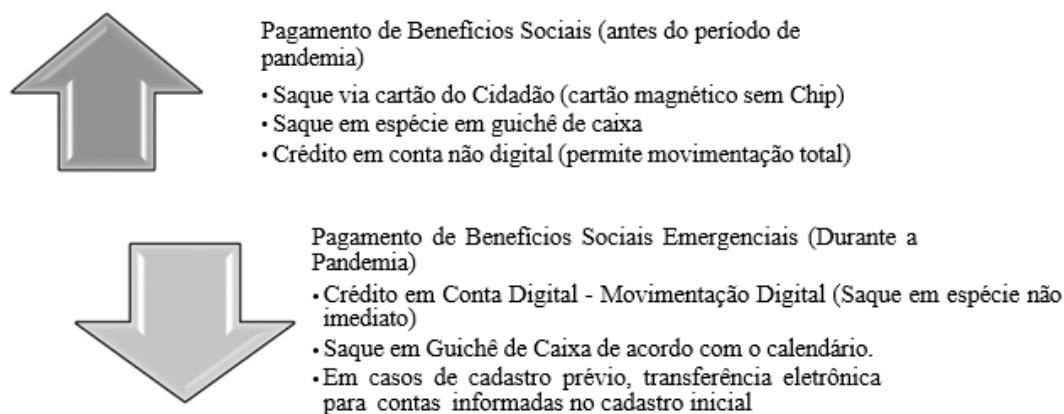 Pagamento de Benefícios Sociais (antes do período de
pandemia)
• Saque via cartão do Cidadão (cartão magnético sem Chip)
• Saque em espécie em guichê de caixa
• Crédito em conta não digital (permite movimentação total)
Pagamento de Benefícios Sociais Emergenciais (Durante a
Pandemia)
• Crédito em Conta Digital - Movimentação Digital (Saque em espécie não
imediato)
• Saque em Guichê de Caixa de acordo com o calendário.
• Em casos de cadastro prévio, transferência eletrônica
para contas informadas no cadastro inicial